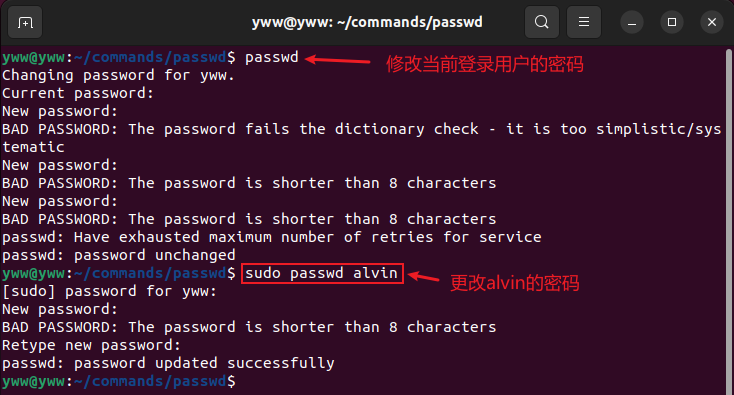 yww@yww: ~/commands/passwd
yww@yww:~/commands/passwd$ passwd
修改当前登录用户的密码
Changing password for yww.
Current password:
New password:
BAD PASSWORD: The password fails the dictionary check - it is too simplistic/sys
tematic
New password:
BAD PASSWORD: The password is shorter than 8 characters
New password:
BAD PASSWORD: The password is shorter than 8 characters
passwd: Have exhausted maximum number of retries for service
passwd: password unchanged
yww@yww:~/commands/passwd$ sudo passwd alvin
更改alvin的密码
[sudo] password for yww:
New password:
BAD PASSWORD: The password is shorter than 8 characters
Retype new password:
passwd: password updated successfully
yww@yww:~/commands/passwd$